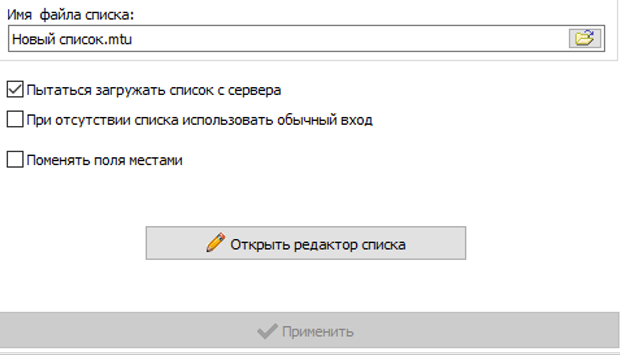 Имя файла списка:
Новый список.mtu
Пытаться загружать список с сервера
При отсутствии списка использовать обычный вход
Поменять поля местами
Открыть редактор списка
Применить